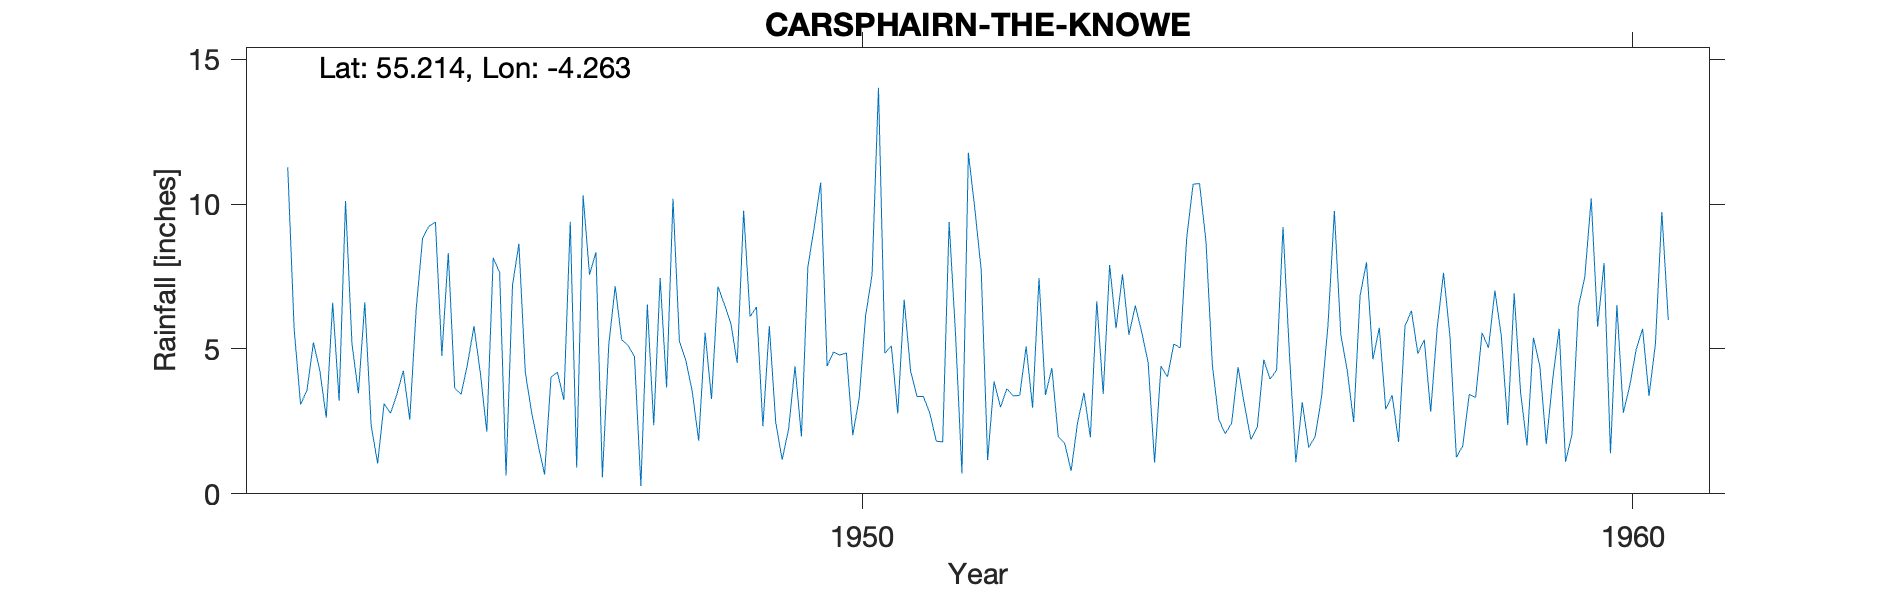 CARSPHAIRN-THE-KNOWE
Lat: 55.214, Lon: -4.263
15
10
5
0
Rainfall [inches]
1950
1960
Year